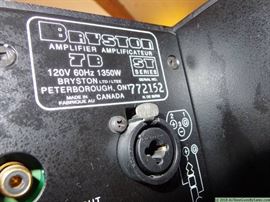 BRYSTON
AMPLIFIER AMPLIFICATEUR
7B ST
SERIES
120V 60Hz 1350W
BRYSTON LTD/LTEE
PETERBOROUGH, ON
MADE IN CANADA
FABRIQUÉ AU
SERIAL NO.
772152